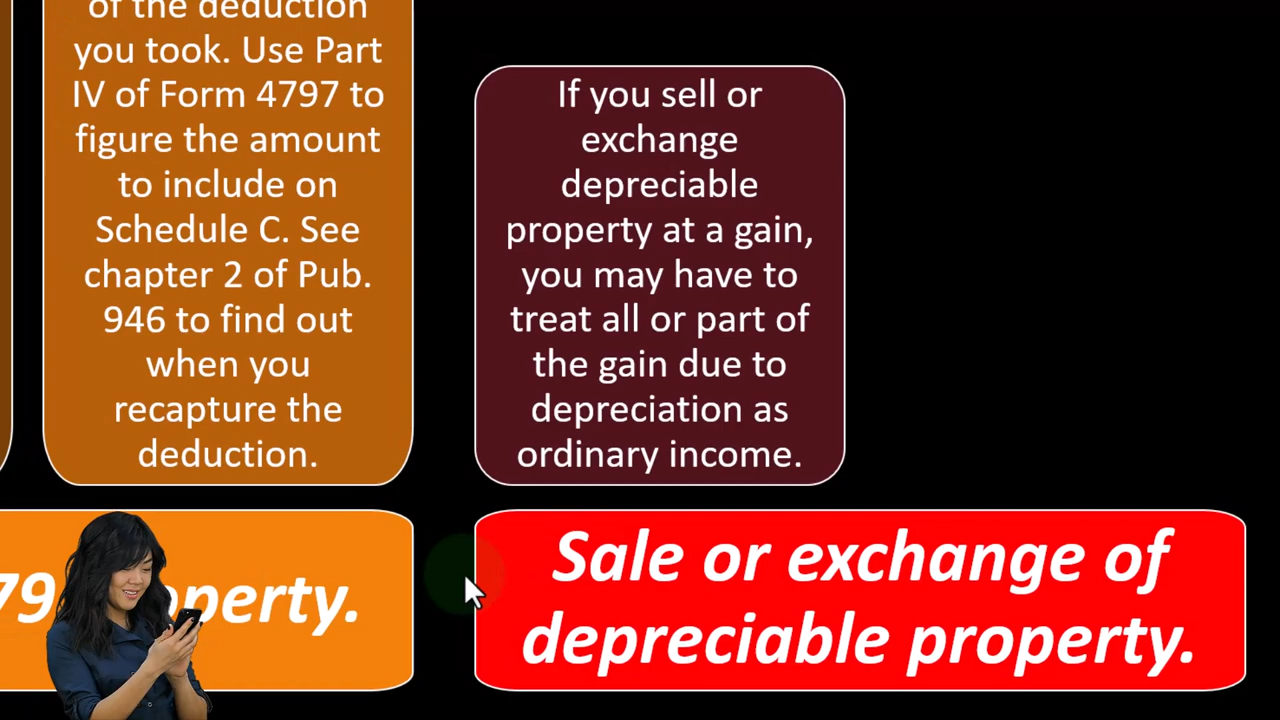 of the deduction
you took. Use Part
IV of Form 4797 to
figure the amount
to include on
Schedule C. See
chapter 2 of Pub.
946 to find out
when you
recapture the
deduction.
If you sell or
exchange
depreciable
property at a gain,
you may have to
treat all or part of
the gain due to
depreciation as
ordinary income.
79 operty.
Sale or exchange of
depreciable property.